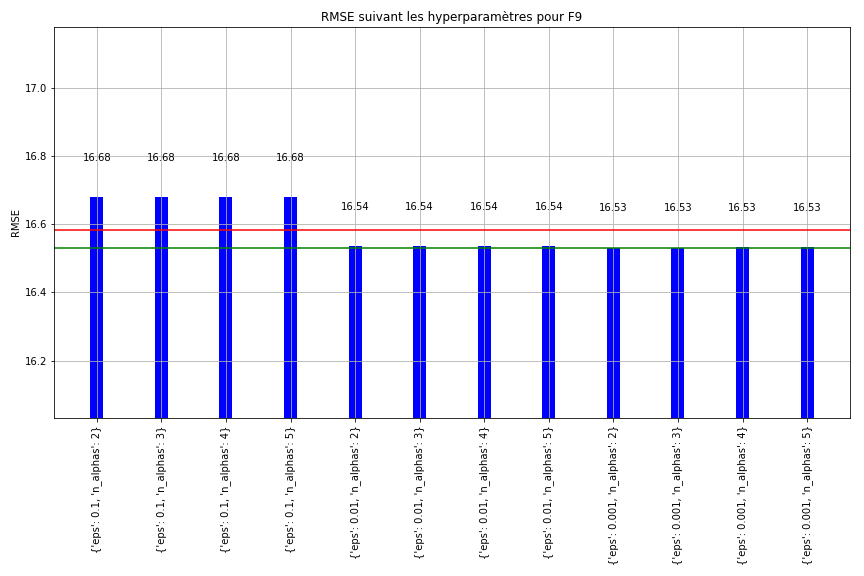 RMSE suivant les hyperparamètres pour F9
RMSE
17.0
16.8
16.6
16.4
16.2
16.68
16.68
16.68
16.68
16.54
16.54
16.54
16.54
16.53
16.53
16.53
16.53
{'eps': 0.1, 'n_alphas': 2}
{'eps': 0.1, 'n_alphas': 3}
{'eps': 0.1, 'n_alphas': 4}
{'eps': 0.1, 'n_alphas': 5}
{'eps': 0.01, 'n_alphas': 2}
{'eps': 0.01, 'n_alphas': 3}
{'eps': 0.01, 'n_alphas': 4}
{'eps': 0.01, 'n_alphas': 5}
{'eps': 0.001, 'n_alphas': 2}
{'eps': 0.001, 'n_alphas': 3}
{'eps': 0.001, 'n_alphas': 4}
{'eps': 0.001, 'n_alphas': 5}